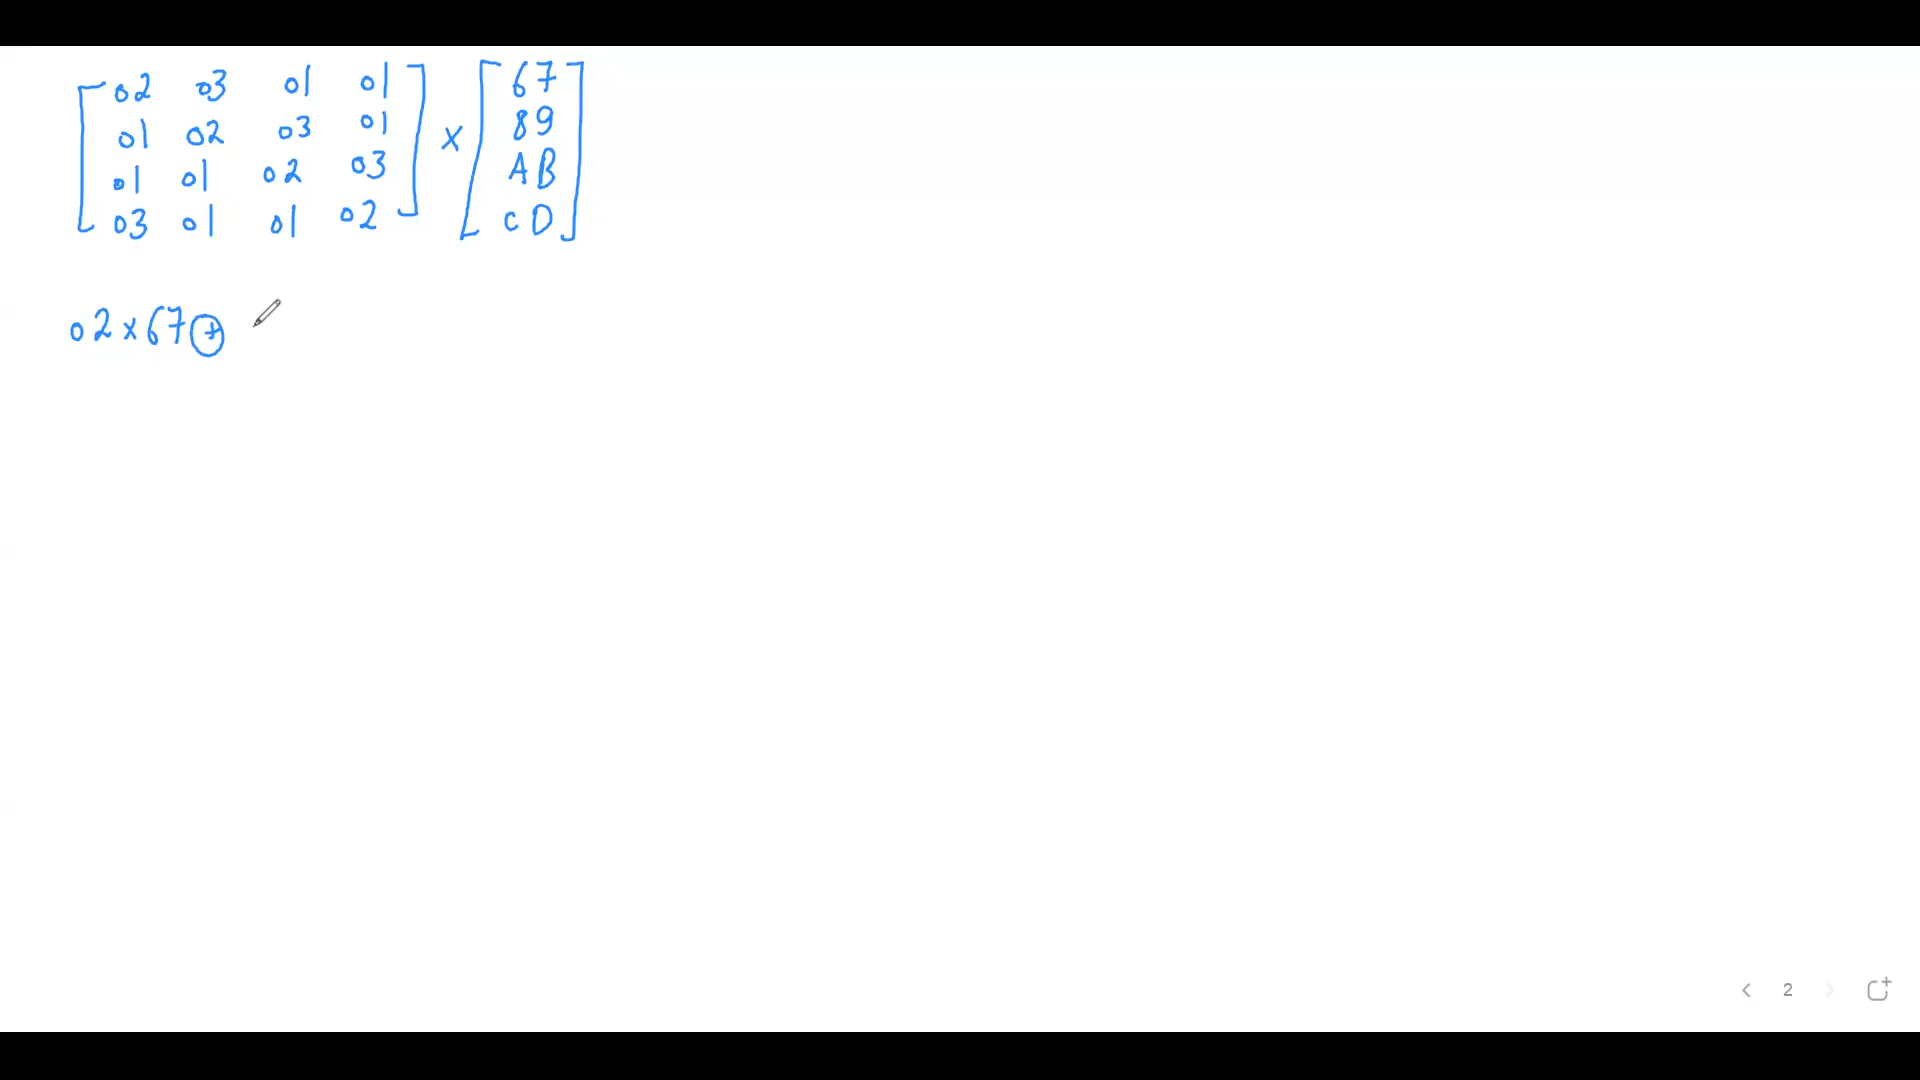 02 03 01 01 × 67
01 02 03 01 89
01 01 02 03 AB
03 01 01 02 CD
02 × 67 ⊕
2